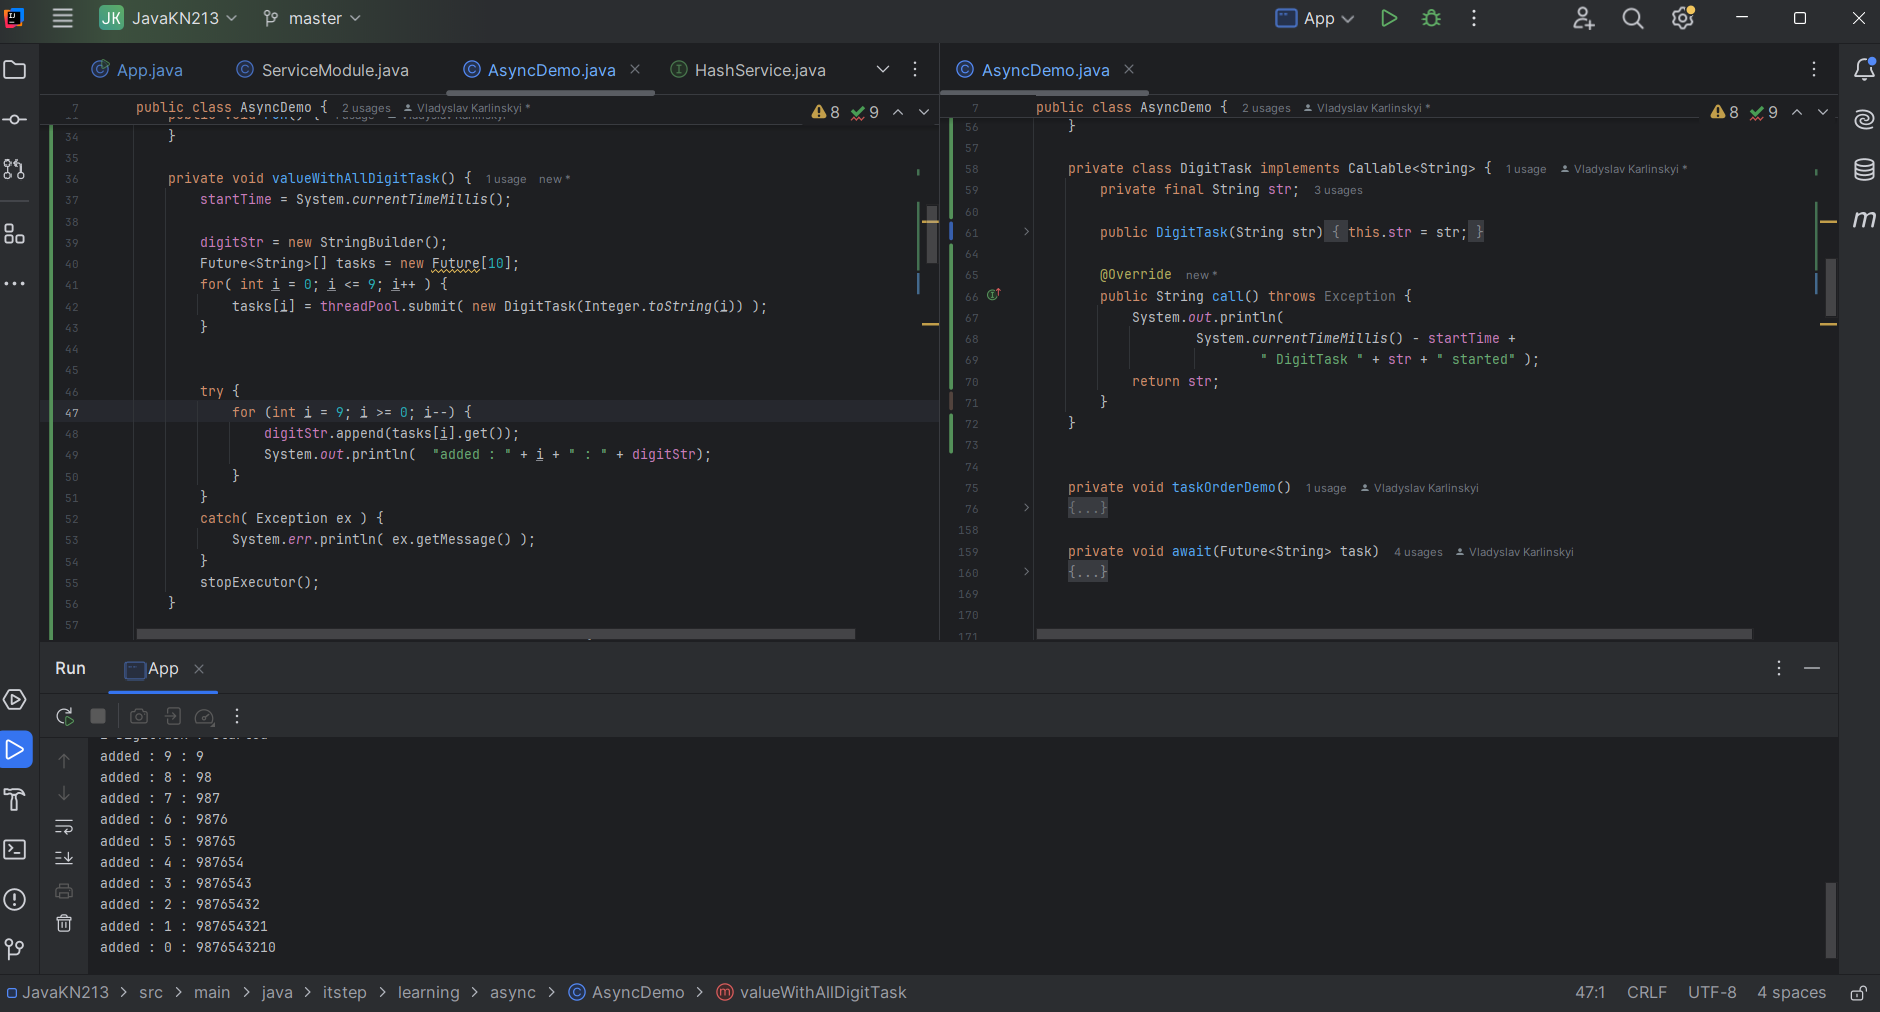 JK JavaKN213 master App
App.java ServiceModule.java AsyncDemo.java HashService.java
7 public class AsyncDemo { 2 usages Vladyslav Karlinskyi *
8 9
34 }
35
36 private void valueWithAllDigitTask() { 1 usage new *
37 startTime = System.currentTimeMillis();
38
39 digitStr = new StringBuilder();
40 Future<String>[] tasks = new Future[10];
41 for( int i = 0; i <= 9; i++ ) {
42 tasks[i] = threadPool.submit( new DigitTask(Integer.toString(i)) );
43 }
44
45
46 try {
47 for (int i = 9; i >= 0; i--) {
48 digitStr.append(tasks[i].get());
49 System.out.println( "added : " + i + " : " + digitStr);
50 }
51 }
52 catch( Exception ex ) {
53 System.err.println( ex.getMessage() );
54 }
55 stopExecutor();
56 }
57
AsyncDemo.java
7 public class AsyncDemo { 2 usages Vladyslav Karlinskyi *
8 9
56 }
57
58 private class DigitTask implements Callable<String> { 1 usage Vladyslav Karlinskyi *
59 private final String str; 3 usages
60
61 public DigitTask(String str) { this.str = str; }
64
65 @Override new *
66 public String call() throws Exception {
67 System.out.println(
68 System.currentTimeMillis() - startTime +
69 " DigitTask " + str + " started" );
70 return str;
71 }
72 }
73
74
75 private void taskOrderDemo() 1 usage Vladyslav Karlinskyi
76 {...}
158
159 private void await(Future<String> task) 4 usages Vladyslav Karlinskyi
160 {...}
169
170
171
Run App
added : 9 : 9
added : 8 : 98
added : 7 : 987
added : 6 : 9876
added : 5 : 98765
added : 4 : 987654
added : 3 : 9876543
added : 2 : 98765432
added : 1 : 987654321
added : 0 : 9876543210
JavaKN213 > src > main > java > itstep > learning > async > AsyncDemo > valueWithAllDigitTask
47:1 CRLF UTF-8 4 spaces